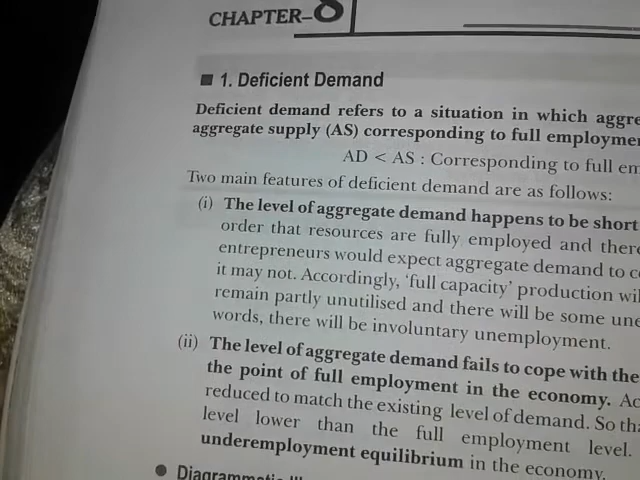 CHAPTER–8
■ 1. Deficient Demand
Deficient demand refers to a situation in which aggre
aggregate supply (AS) corresponding to full employme
AD < AS : Corresponding to full em
Two main features of deficient demand are as follows:
(i) The level of aggregate demand happens to be short
order that resources are fully employed and there
entrepreneurs would expect aggregate demand to c
it may not. Accordingly, ‘full capacity’ production wil
remain partly unutilised and there will be some une
words, there will be involuntary unemployment.
(ii) The level of aggregate demand fails to cope with the
the point of full employment in the economy. Ac
reduced to match the existing level of demand. So tha
level lower than the full employment level.
underemployment equilibrium in the economy.
● Diagrammatic